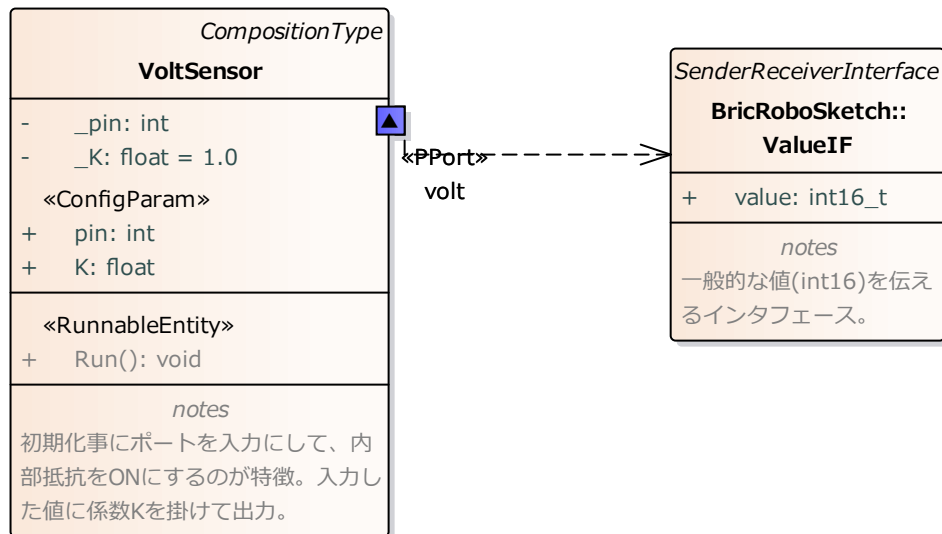 CompositionType
VoltSensor
- _pin: int
- _K: float = 1.0
«ConfigParam»
+ pin: int
+ K: float
«RunnableEntity»
+ Run(): void
notes
初期化事にポートを入力にして、内
部抵抗をONにするのが特徴。入力し
た値に係数Kを掛けて出力。
«PPort»
volt
SenderReceiverInterface
BricRoboSketch::
ValueIF
+ value: int16_t
notes
一般的な値(int16)を伝え
るインタフェース。